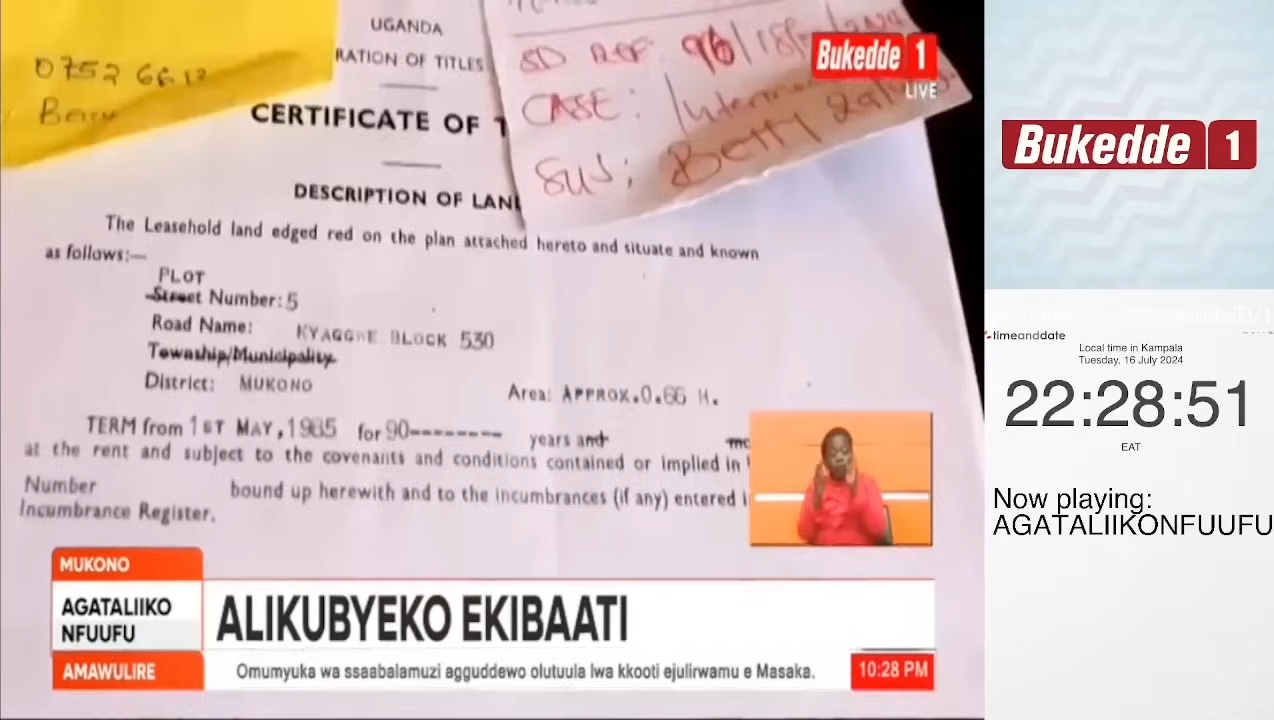 UGANDA
RATION OF TITLES
CERTIFICATE OF T
DESCRIPTION OF LAN
The Leasehold land edged red on the plan attached hereto and situate and known
as follows:—
PLOT
Street Number: 5
Road Name: KYAGGWE BLOCK 530
Township/Municipality
District: MUKONO
Area: APPROX.0.66 H.
TERM from 1ST MAY, 1985 for 90-------- years and
at the rent and subject to the covenants and conditions contained or implied in
Number bound up herewith and to the incumbrances (if any) entered i
Incumbrance Register.
0752 66
SD REF: 96/18
CASE:
SUS: Betty
Bukedde 1
LIVE
MUKONO
AGATALIIKO
NFUUFU
ALIKUBYEKO EKIBAATI
AMAWULIRE
Omumyuka wa ssaabalamuzi agguddewo olutuula lwa kkooti ejulirwamu e Masaka.
10:28 PM
Bukedde 1
timeanddate
Local time in Kampala
Tuesday, 16 July 2024
22:28:51
EAT
Now playing:
AGATALIIKONFUUFU